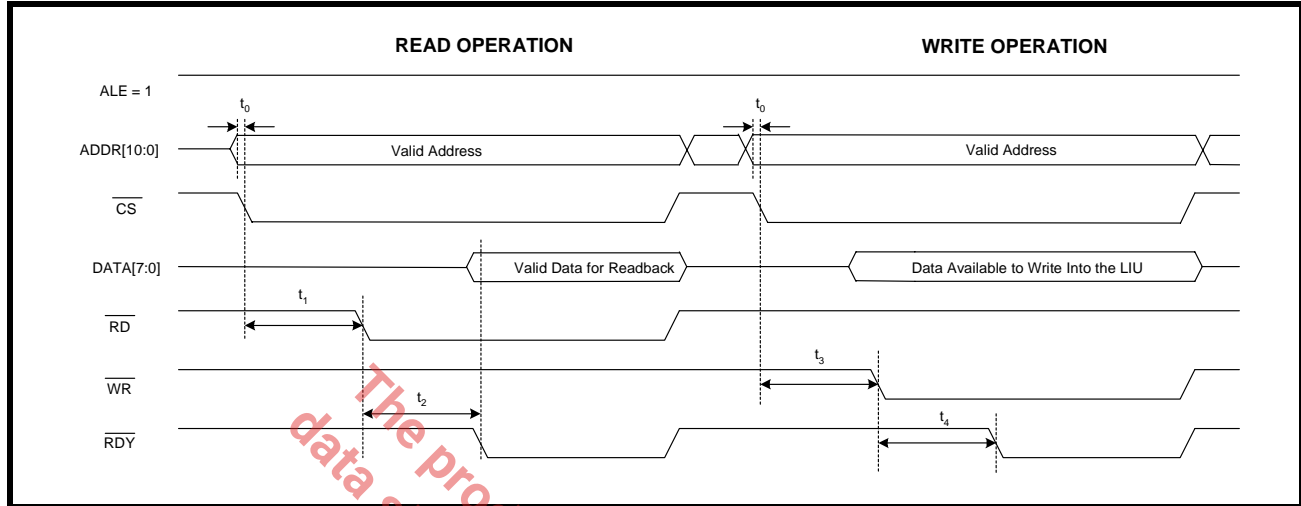 READ OPERATION WRITE OPERATION
ALE = 1
t0 t0
ADDR[10:0] Valid Address Valid Address
CS
DATA[7:0] Valid Data for Readback Data Available to Write Into the LIU
t1
RD
t3
WR
t2 t4
RDY
The pro
data